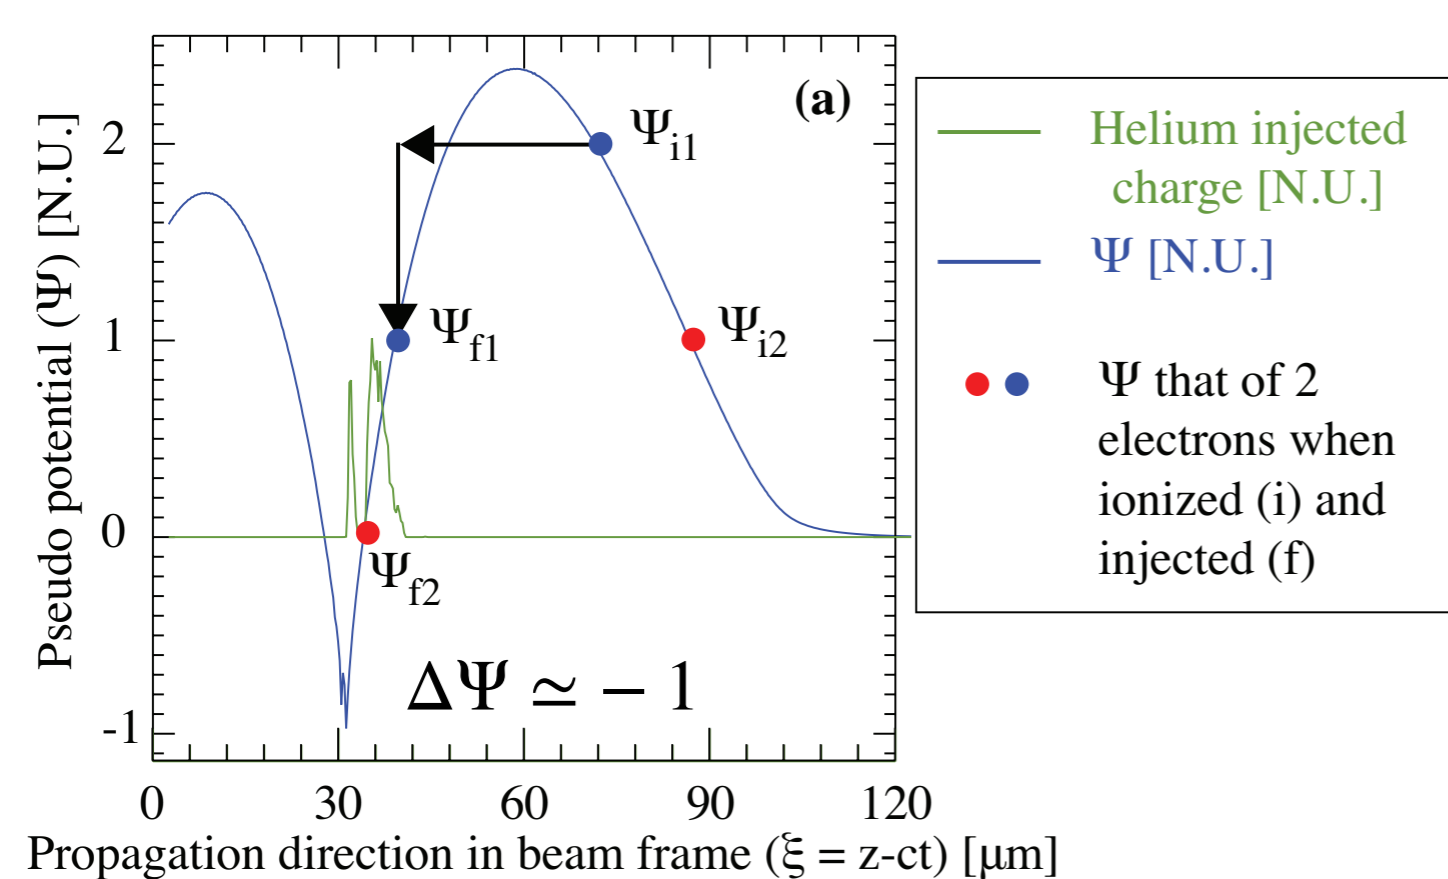 (a)
Pseudo potential (Ψ) [N.U.]
2
1
0
-1
Ψi1
Ψf1
Ψi2
Ψf2
ΔΨ ≃ − 1
0 30 60 90 120
Propagation direction in beam frame (ξ = z-ct) [μm]
Helium injected
charge [N.U.]
Ψ [N.U.]
Ψ that of 2
electrons when
ionized (i) and
injected (f)